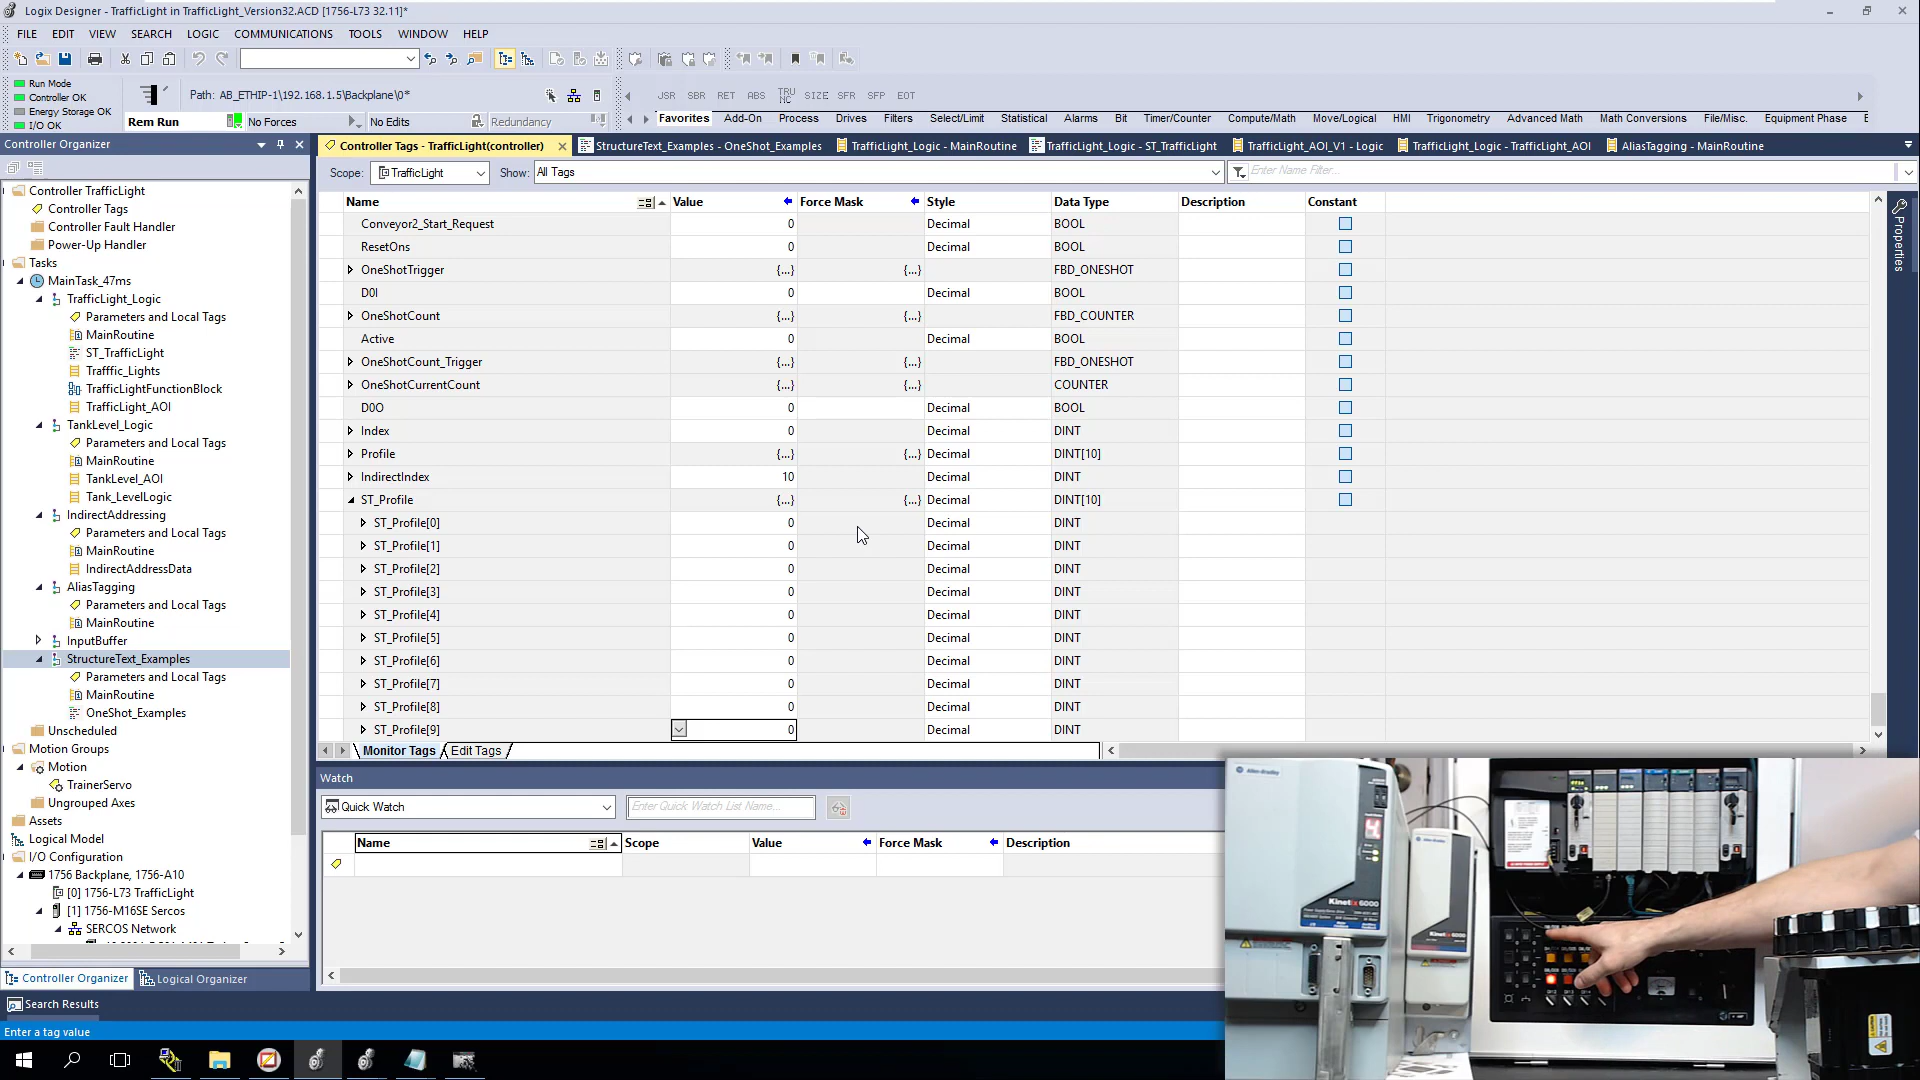 Logix Designer - TrafficLight in TrafficLight_Version32.ACD [1756-L73 32.11]*
FILE EDIT VIEW SEARCH LOGIC COMMUNICATIONS TOOLS WINDOW HELP
Run Mode
Controller OK
Energy Storage OK
I/O OK
Path: AB_ETHIP-1\192.168.1.5\Backplane\0*
Rem Run No Forces No Edits Redundancy
JSR SBR RET ABS TRUNC SIZE SFR SFP EOT
Favorites Add-On Process Drives Filters Select/Limit Statistical Alarms Bit Timer/Counter Compute/Math Move/Logical HMI Trigonometry Advanced Math Math Conversions File/Misc. Equipment Phase E
Controller Organizer
Controller Tags - TrafficLight(controller) StructureText_Examples - OneShot_Examples TrafficLight_Logic - MainRoutine TrafficLight_Logic - ST_TrafficLight TrafficLight_AOI_V1 - Logic TrafficLight_Logic - TrafficLight_AOI AliasTagging - MainRoutine
Scope: TrafficLight Show: All Tags Enter Name Filter...
Controller TrafficLight
Controller Tags
Controller Fault Handler
Power-Up Handler
Tasks
MainTask_47ms
TrafficLight_Logic
Parameters and Local Tags
MainRoutine
ST_TrafficLight
Trafffic_Lights
TrafficLightFunctionBlock
TrafficLight_AOI
TankLevel_Logic
Parameters and Local Tags
MainRoutine
TankLevel_AOI
Tank_LevelLogic
IndirectAddressing
Parameters and Local Tags
MainRoutine
IndirectAddressData
AliasTagging
Parameters and Local Tags
MainRoutine
InputBuffer
StructureText_Examples
Parameters and Local Tags
MainRoutine
OneShot_Examples
Unscheduled
Motion Groups
Motion
TrainerServo
Ungrouped Axes
Assets
Logical Model
I/O Configuration
1756 Backplane, 1756-A10
[0] 1756-L73 TrafficLight
[1] 1756-M16SE Sercos
SERCOS Network
Controller Organizer Logical Organizer
Name Value Force Mask Style Data Type Description Constant
Conveyor2_Start_Request 0 Decimal BOOL
ResetOns 0 Decimal BOOL
OneShotTrigger {...} {...} FBD_ONESHOT
D0I 0 Decimal BOOL
OneShotCount {...} {...} FBD_COUNTER
Active 0 Decimal BOOL
OneShotCount_Trigger {...} {...} FBD_ONESHOT
OneShotCurrentCount {...} {...} COUNTER
D0O 0 Decimal BOOL
Index 0 Decimal DINT
Profile {...} {...} Decimal DINT[10]
IndirectIndex 10 Decimal DINT
ST_Profile {...} {...} Decimal DINT[10]
ST_Profile[0] 0 Decimal DINT
ST_Profile[1] 0 Decimal DINT
ST_Profile[2] 0 Decimal DINT
ST_Profile[3] 0 Decimal DINT
ST_Profile[4] 0 Decimal DINT
ST_Profile[5] 0 Decimal DINT
ST_Profile[6] 0 Decimal DINT
ST_Profile[7] 0 Decimal DINT
ST_Profile[8] 0 Decimal DINT
ST_Profile[9] 0 Decimal DINT
Properties
Monitor Tags Edit Tags
Watch
Quick Watch Enter Quick Watch List Name...
Name Scope Value Force Mask Description
Search Results
Enter a tag value
Allen-Bradley
Kinetix 6000
Kinetix 6000